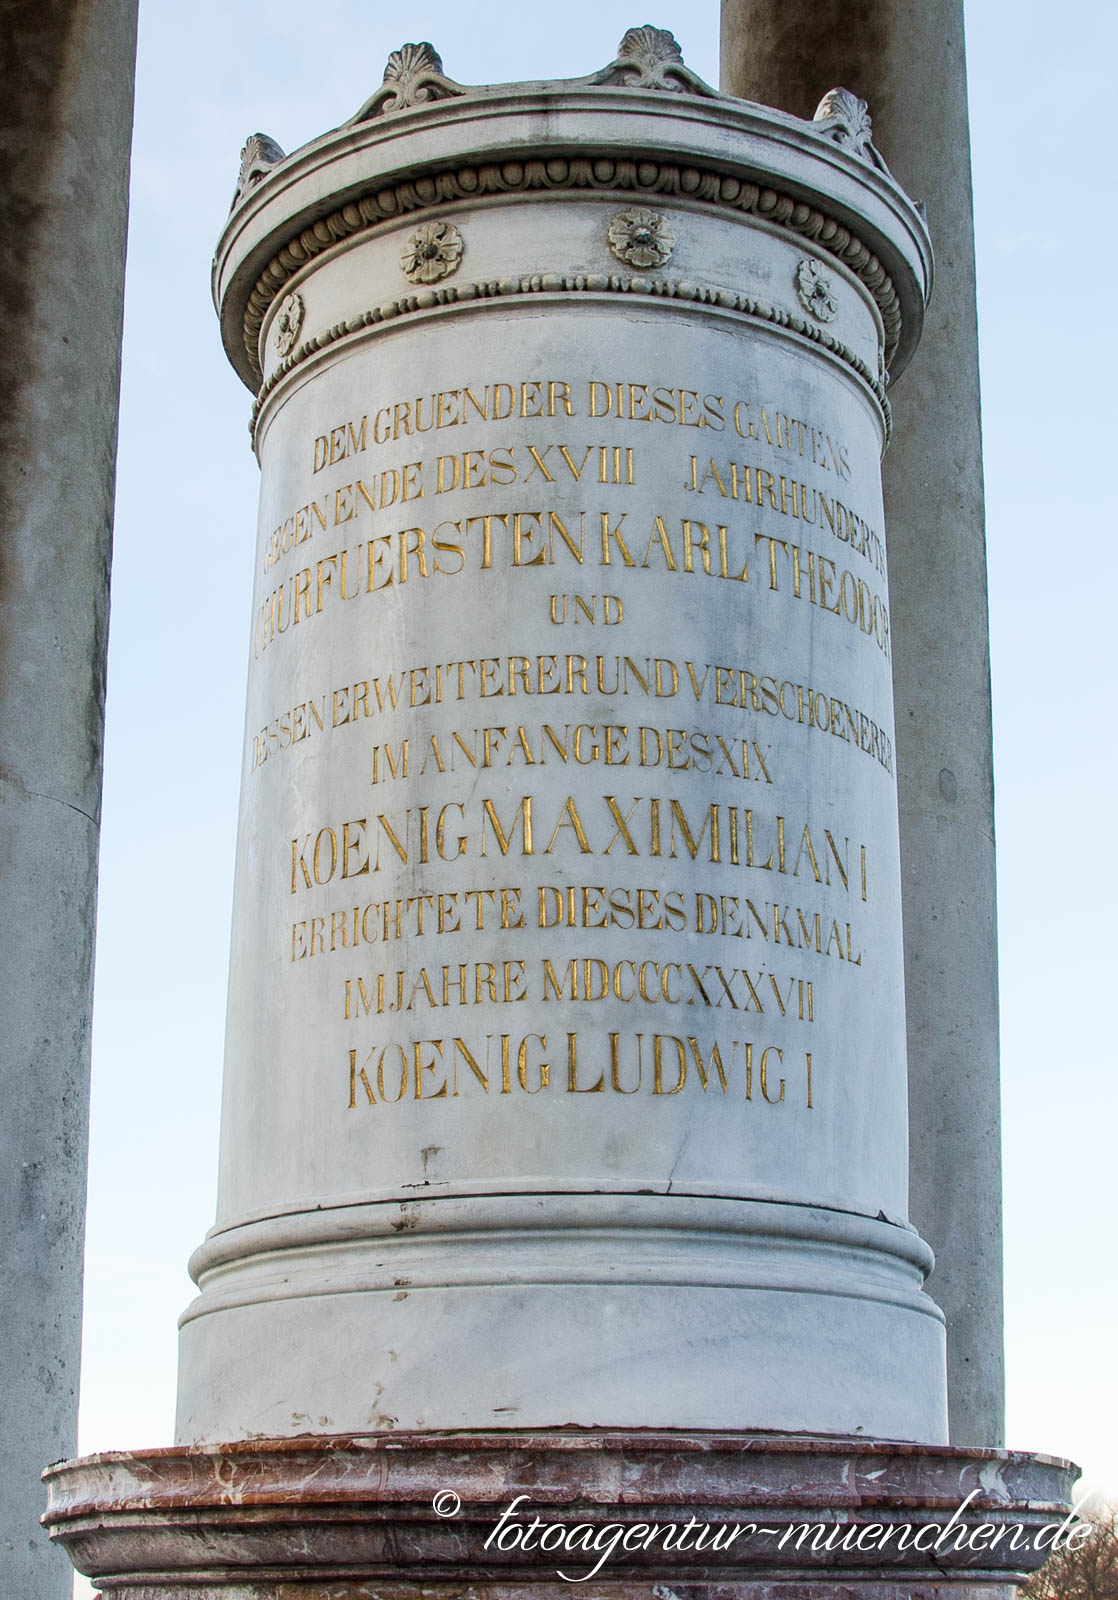 DEM GRUENDER DIESES GARTENS
GEGEN ENDE DES XVIII JAHRHUNDERTS
CHURFUERSTEN KARL THEODOR
UND
DESSEN ERWEITERER UND VERSCHOENERER
IM ANFANGE DES XIX
KOENIG MAXIMILIAN I
ERRICHTETE DIESES DENKMAL
IM JAHRE MDCCCXXXVII
KOENIG LUDWIG I
© fotoagentur-muenchen.de